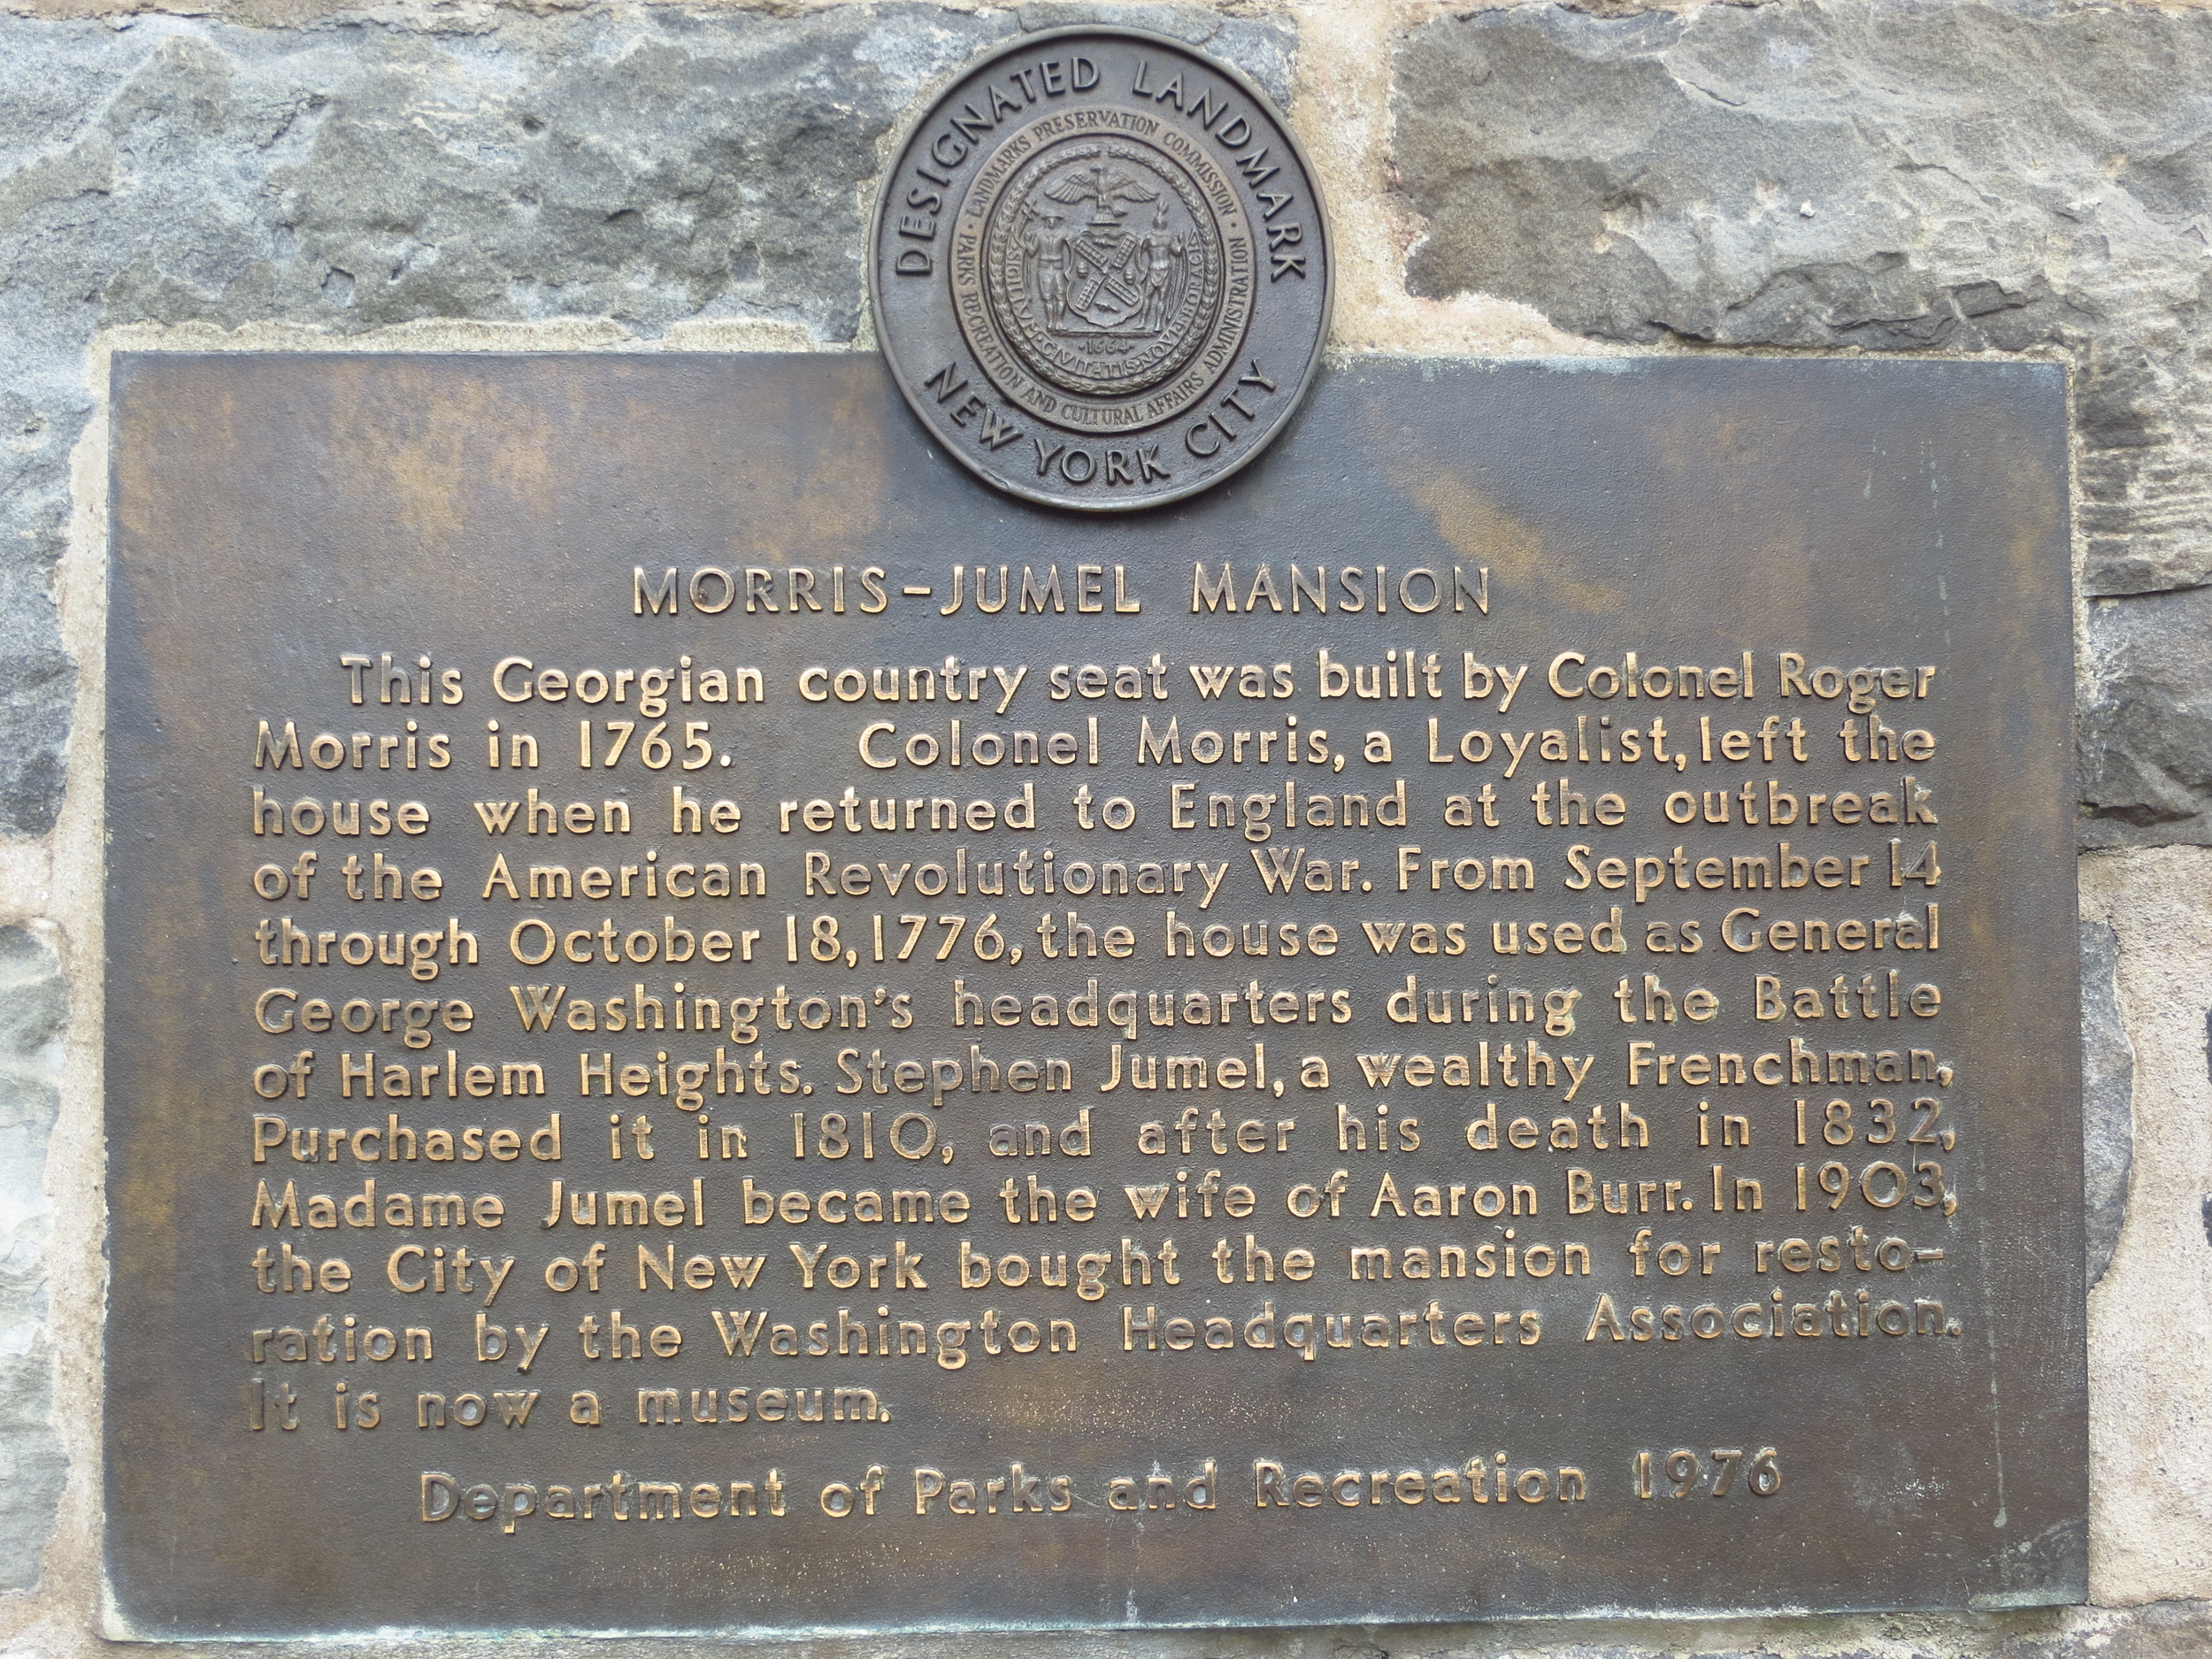 DESIGNATED LANDMARK
LANDMARKS PRESERVATION COMMISSION
PARKS RECREATION AND CULTURAL AFFAIRS ADMINISTRATION
SIGILLVM CIVITATIS NOVI EBORACI
1664
NEW YORK CITY
MORRIS-JUMEL MANSION
This Georgian country seat was built by Colonel Roger
Morris in 1765. Colonel Morris, a Loyalist, left the
house when he returned to England at the outbreak
of the American Revolutionary War. From September 14
through October 18, 1776, the house was used as General
George Washington's headquarters during the Battle
of Harlem Heights. Stephen Jumel, a wealthy Frenchman,
Purchased it in 1810, and after his death in 1832,
Madame Jumel became the wife of Aaron Burr. In 1903,
the City of New York bought the mansion for resto-
ration by the Washington Headquarters Association.
It is now a museum.
Department of Parks and Recreation 1976